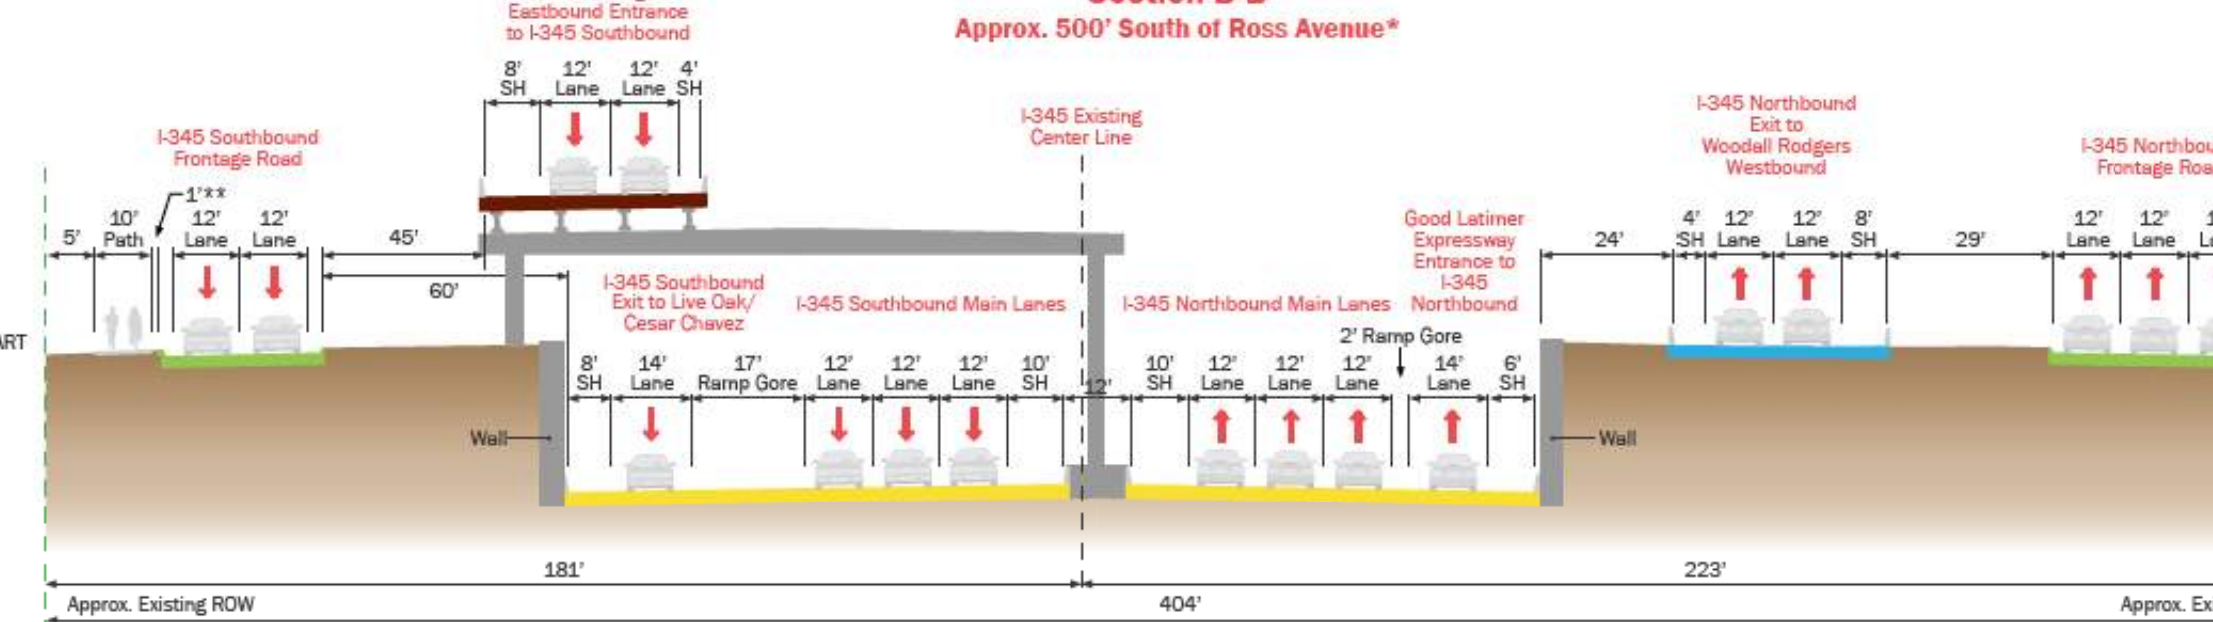 Eastbound Entrance
to I-345 Southbound
Approx. 500' South of Ross Avenue*
8' SH
12' Lane
12' Lane
4' SH
I-345 Existing
Center Line
I-345 Northbound
Exit to
Woodall Rodgers
Westbound
I-345 Southbound
Frontage Road
I-345
Frontage
1'**
5'
10' Path
12' Lane
12' Lane
45'
60'
Good Latimer
Expressway
Entrance to
I-345
Northbound
24'
4' SH
12' Lane
12' Lane
8' SH
29'
12' Lane
12' Lane
I-345 Southbound
Exit to Live Oak/
Cesar Chavez
I-345 Southbound Main Lanes
I-345 Northbound Main Lanes
2' Ramp Gore
8' SH
14' Lane
17' Ramp Gore
12' Lane
12' Lane
12' Lane
10' SH
12'
10' SH
12' Lane
12' Lane
12' Lane
14' Lane
6' SH
Wall
Wall
181'
223'
Approx. Existing ROW
404'
Approx.